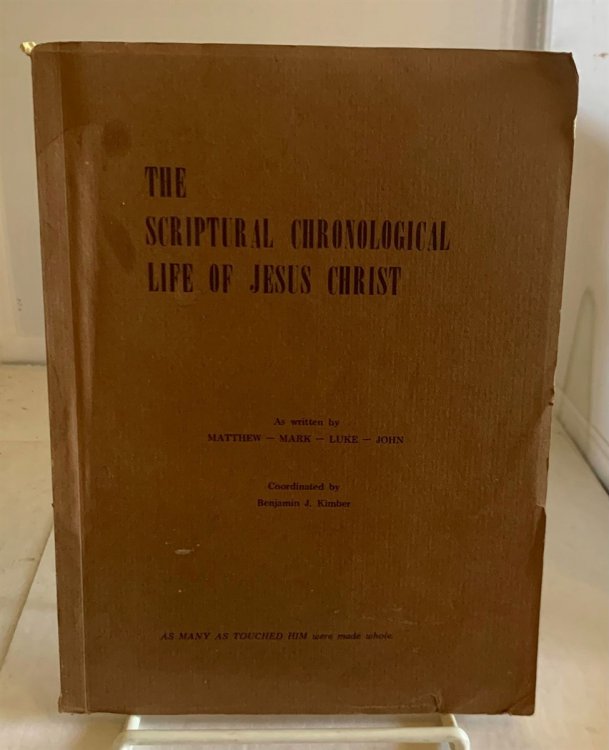 THE
SCRIPTURAL CHRONOLOGICAL
LIFE OF JESUS CHRIST
As written by
MATTHEW — MARK — LUKE — JOHN
Coordinated by
Benjamin J. Kimber
AS MANY AS TOUCHED HIM were made whole.